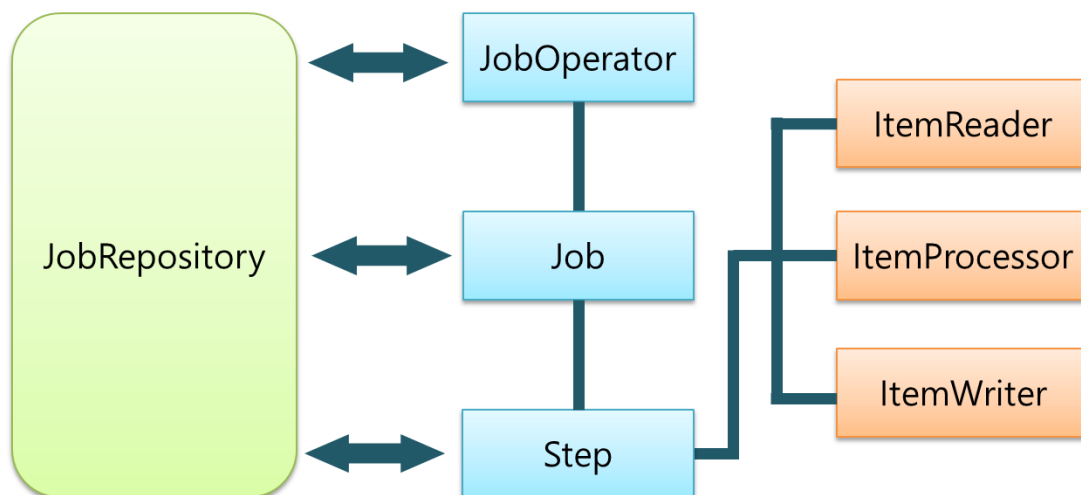 JobRepository
JobOperator
Job
Step
ItemReader
ItemProcessor
ItemWriter